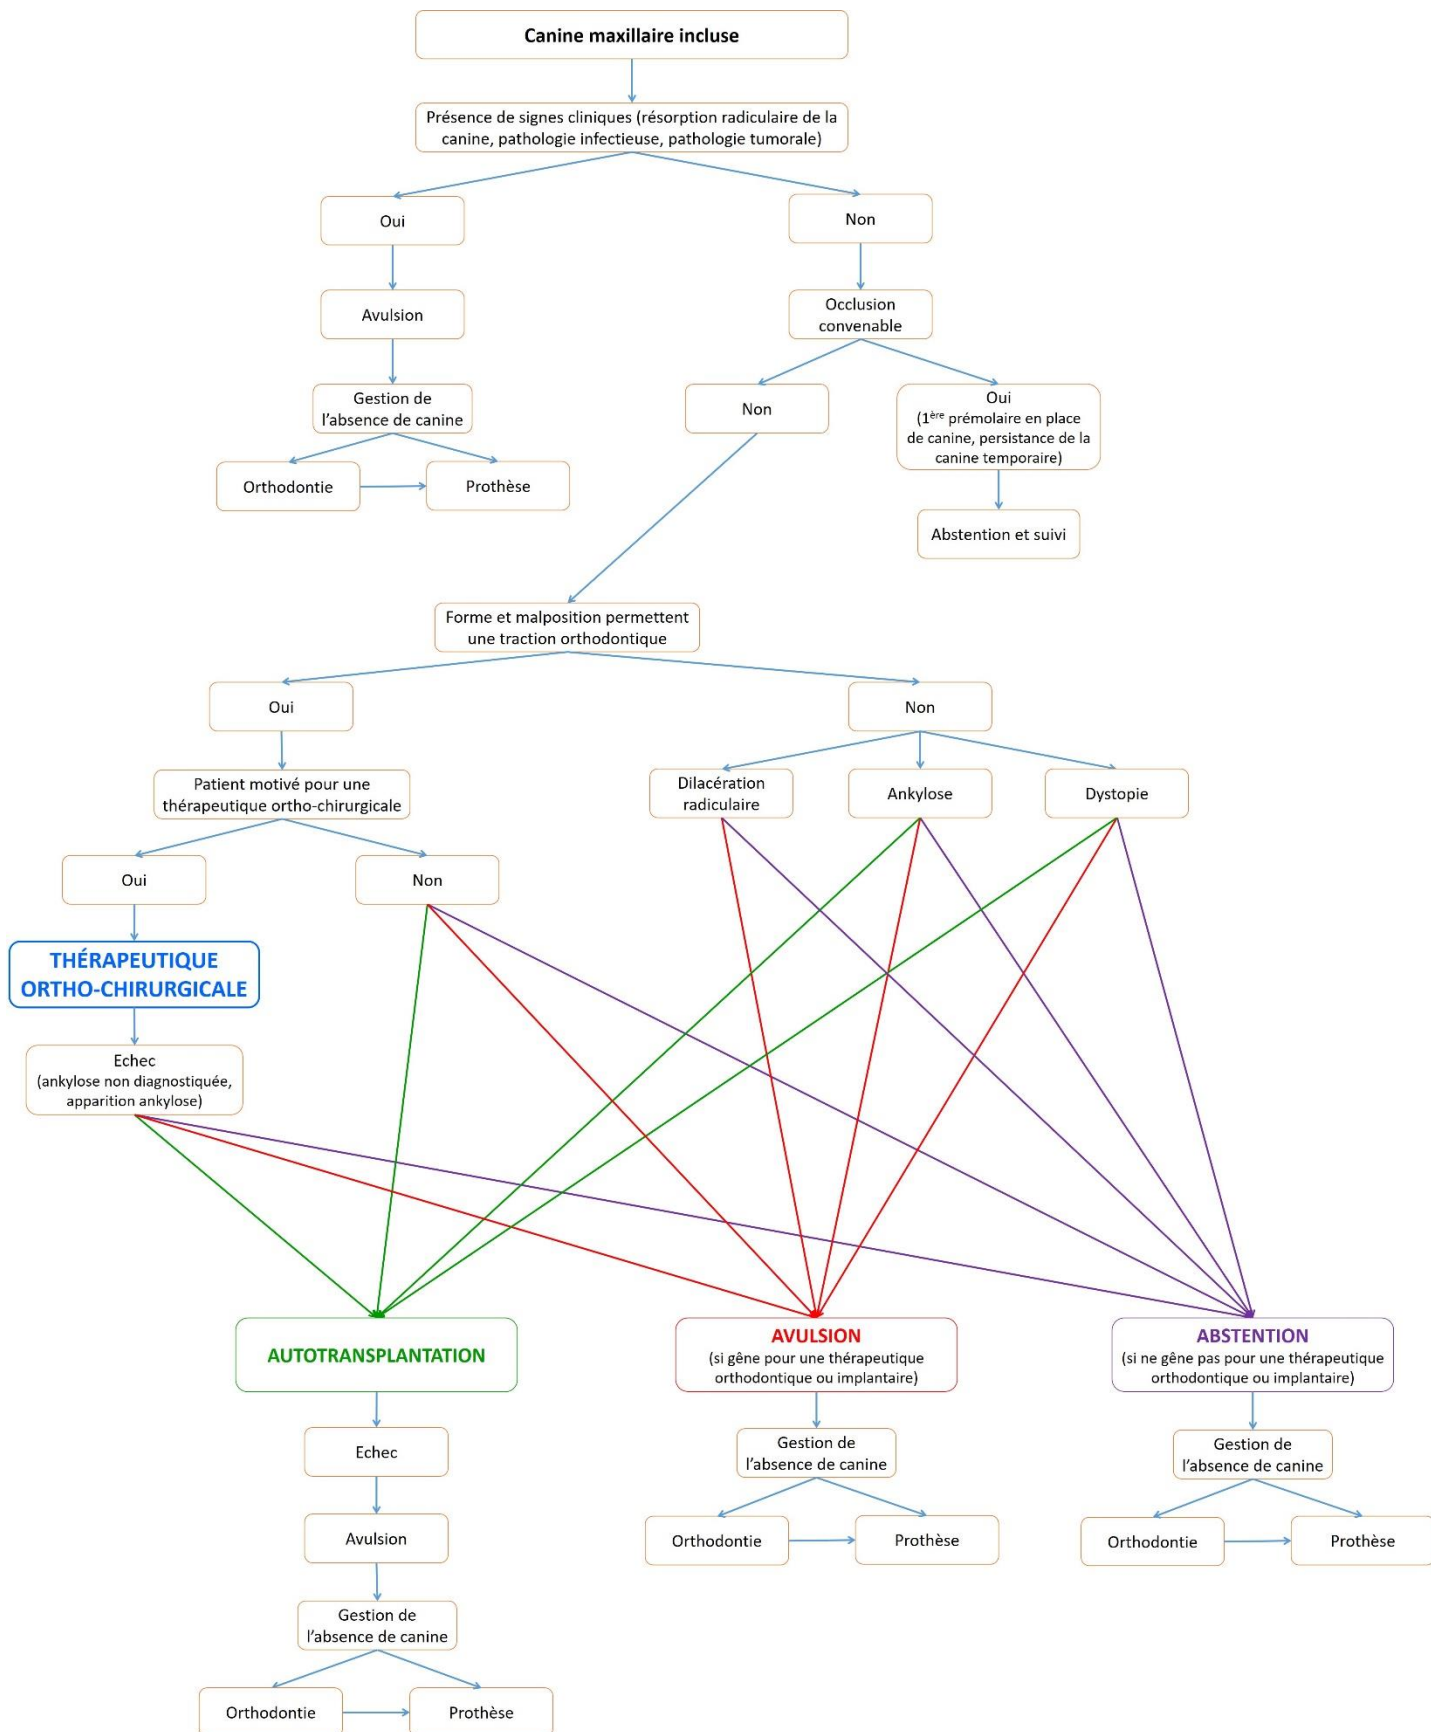 Canine maxillaire incluse
Présence de signes cliniques (résorption radiculaire de la
canine, pathologie infectieuse, pathologie tumorale)
Oui
Non
Avulsion
Occlusion
convenable
Gestion de
l'absence de canine
Non
Oui
(1ère prémolaire en place
de canine, persistance de la
canine temporaire)
Orthodontie
Prothèse
Abstention et suivi
Forme et malposition permettent
une traction orthodontique
Oui
Non
Patient motivé pour une
thérapeutique ortho-chirurgicale
Dilacération
radiculaire
Ankylose
Dystopie
Oui
Non
THÉRAPEUTIQUE
ORTHO-CHIRURGICALE
Echec
(ankylose non diagnostiquée,
apparition ankylose)
AUTOTRANSPLANTATION
AVULSION
(si gêne pour une thérapeutique
orthodontique ou implantaire)
ABSTENTION
(si ne gêne pas pour une thérapeutique
orthodontique ou implantaire)
Echec
Gestion de
l'absence de canine
Gestion de
l'absence de canine
Avulsion
Orthodontie
Prothèse
Orthodontie
Prothèse
Gestion de
l'absence de canine
Orthodontie
Prothèse